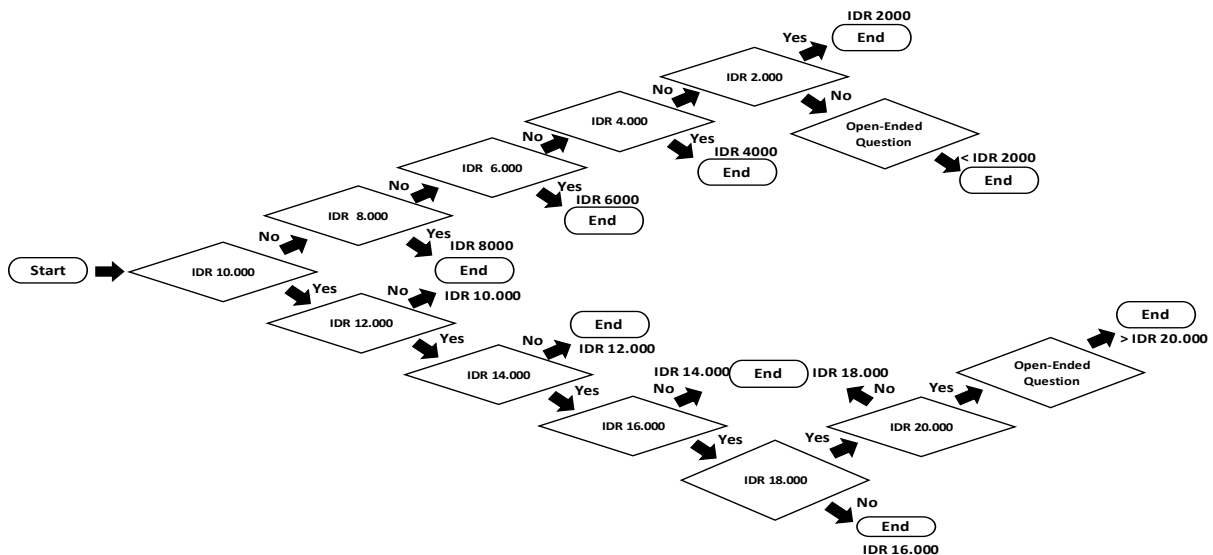 IDR 2000
Yes
End
IDR 2.000
No
No
IDR 4.000
Open-Ended
Question
No
Yes
IDR 4000
End
< IDR 2000
End
IDR 6.000
No
Yes
IDR 6000
End
IDR 8.000
No
Yes
IDR 8000
End
Start
IDR 10.000
Yes
No
IDR 10.000
IDR 12.000
Yes
End
No
IDR 12.000
IDR 14.000
Yes
IDR 14.000
End
IDR 18.000
No
No
IDR 16.000
Yes
Yes
IDR 20.000
Yes
Open-Ended
Question
End
> IDR 20.000
IDR 18.000
No
End
IDR 16.000